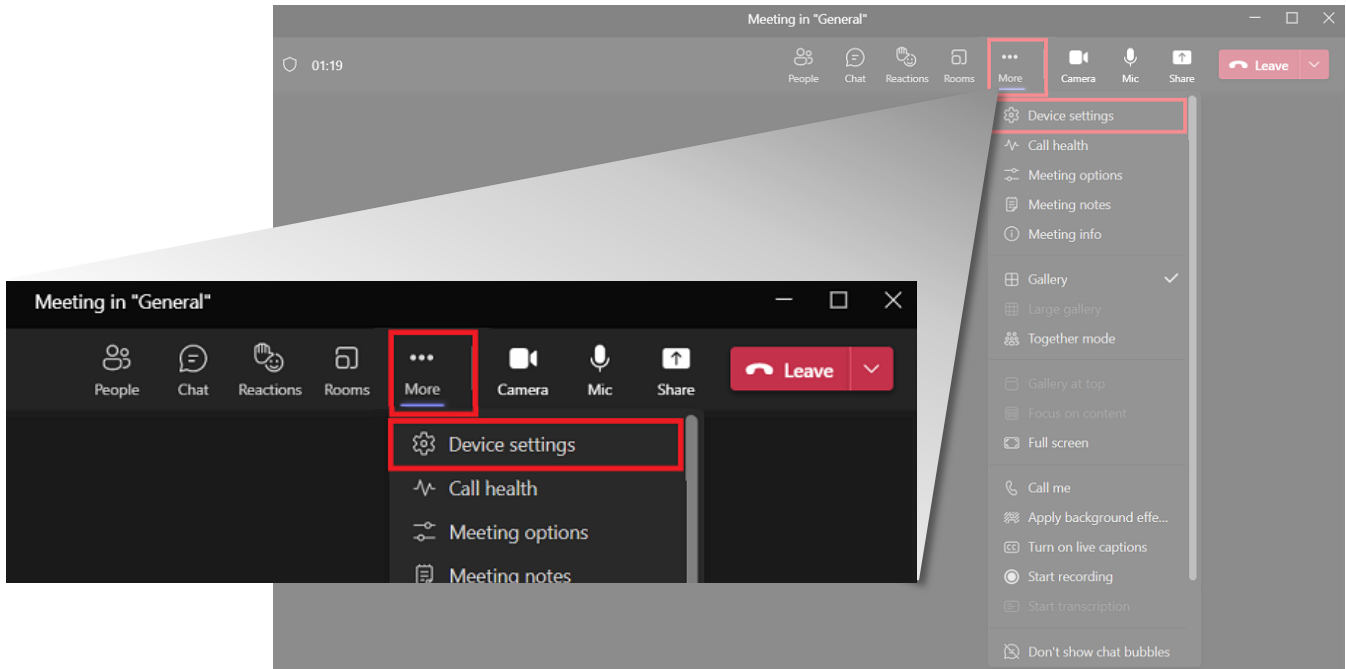 Meeting in "General"
01:19
People Chat Reactions Rooms More Camera Mic Share Leave
Device settings
Call health
Meeting options
Meeting notes
Meeting info
Gallery
Large gallery
Together mode
Gallery at top
Focus on content
Full screen
Call me
Apply background effe...
CC Turn on live captions
Start recording
Start transcription
Don't show chat bubbles
Meeting in "General"
People Chat Reactions Rooms More Camera Mic Share Leave
Device settings
Call health
Meeting options
Meeting notes